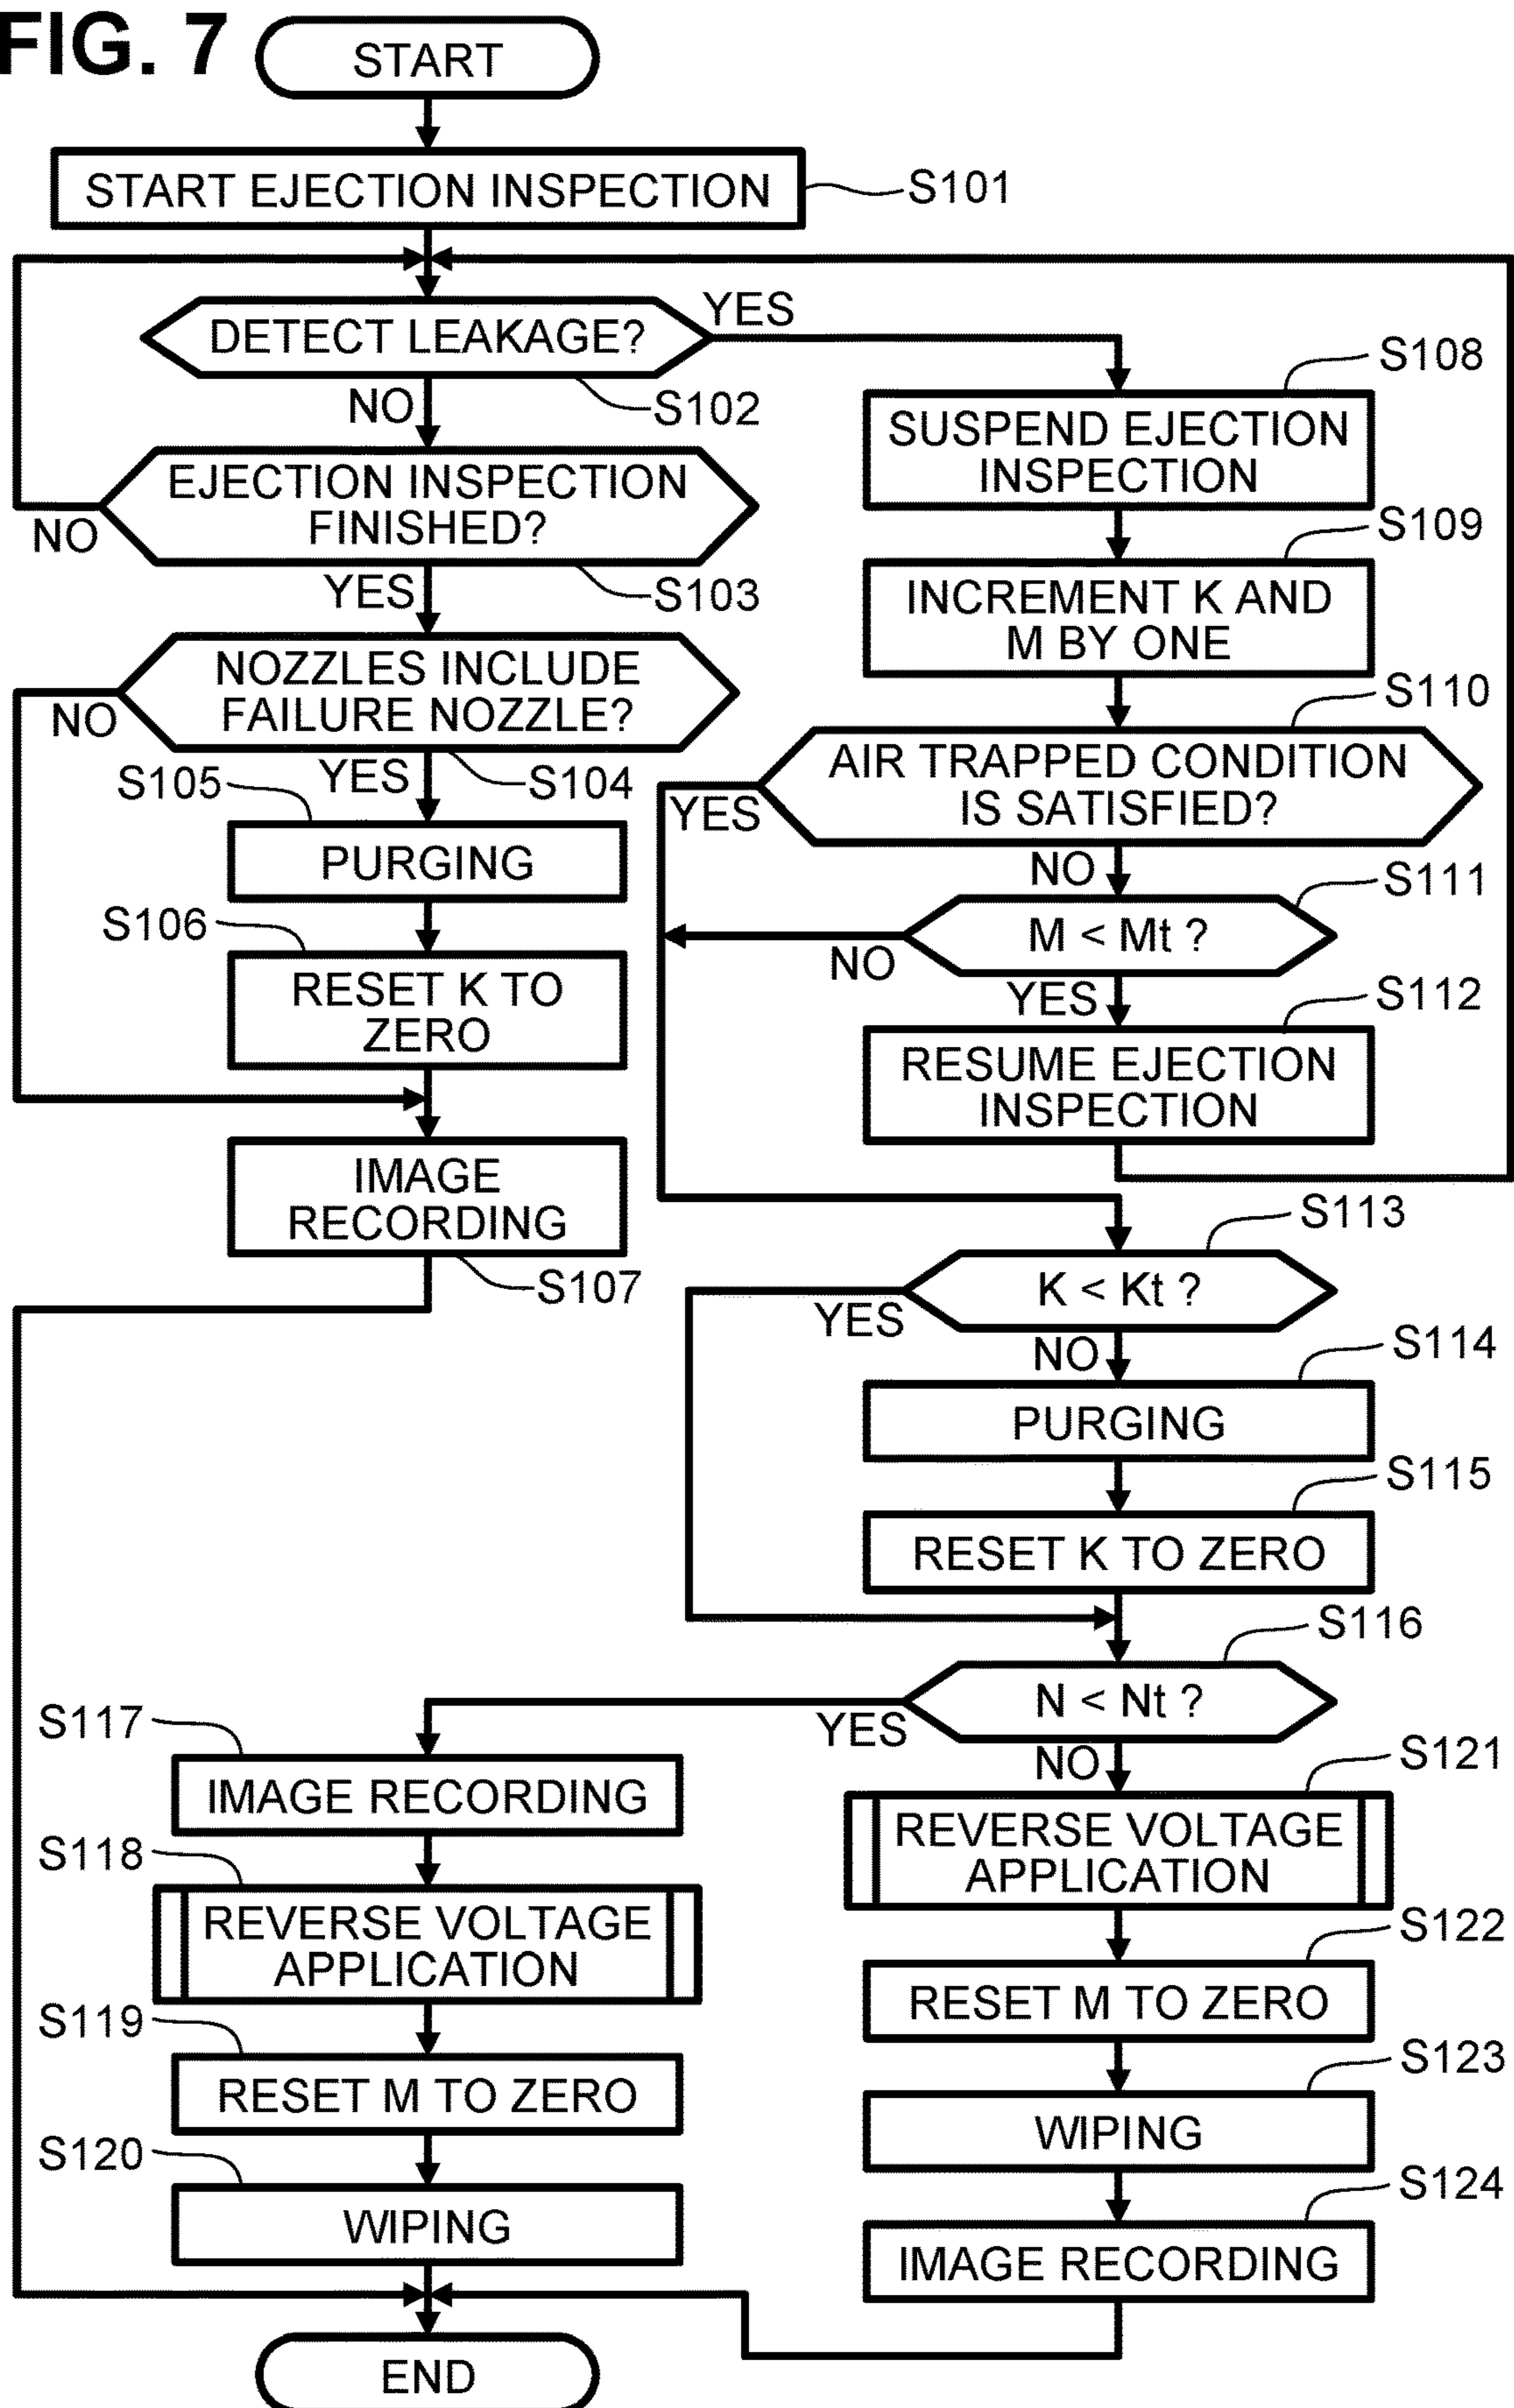 FIG. 7
START
START EJECTION INSPECTION
S101
DETECT LEAKAGE?
YES
NO
S102
EJECTION INSPECTION
FINISHED?
NO
YES
S103
NOZZLES INCLUDE
FAILURE NOZZLE?
NO
YES
S104
S105
PURGING
S106
RESET K TO
ZERO
IMAGE
RECORDING
S107
S108
SUSPEND EJECTION
INSPECTION
S109
INCREMENT K AND
M BY ONE
S110
AIR TRAPPED CONDITION
IS SATISFIED?
YES
NO
S111
M < Mt ?
NO
YES
S112
RESUME EJECTION
INSPECTION
S113
K < Kt ?
YES
NO
S114
PURGING
S115
RESET K TO ZERO
S116
N < Nt ?
YES
NO
S117
IMAGE RECORDING
S118
REVERSE VOLTAGE
APPLICATION
S119
RESET M TO ZERO
S120
WIPING
S121
REVERSE VOLTAGE
APPLICATION
S122
RESET M TO ZERO
S123
WIPING
S124
IMAGE RECORDING
END